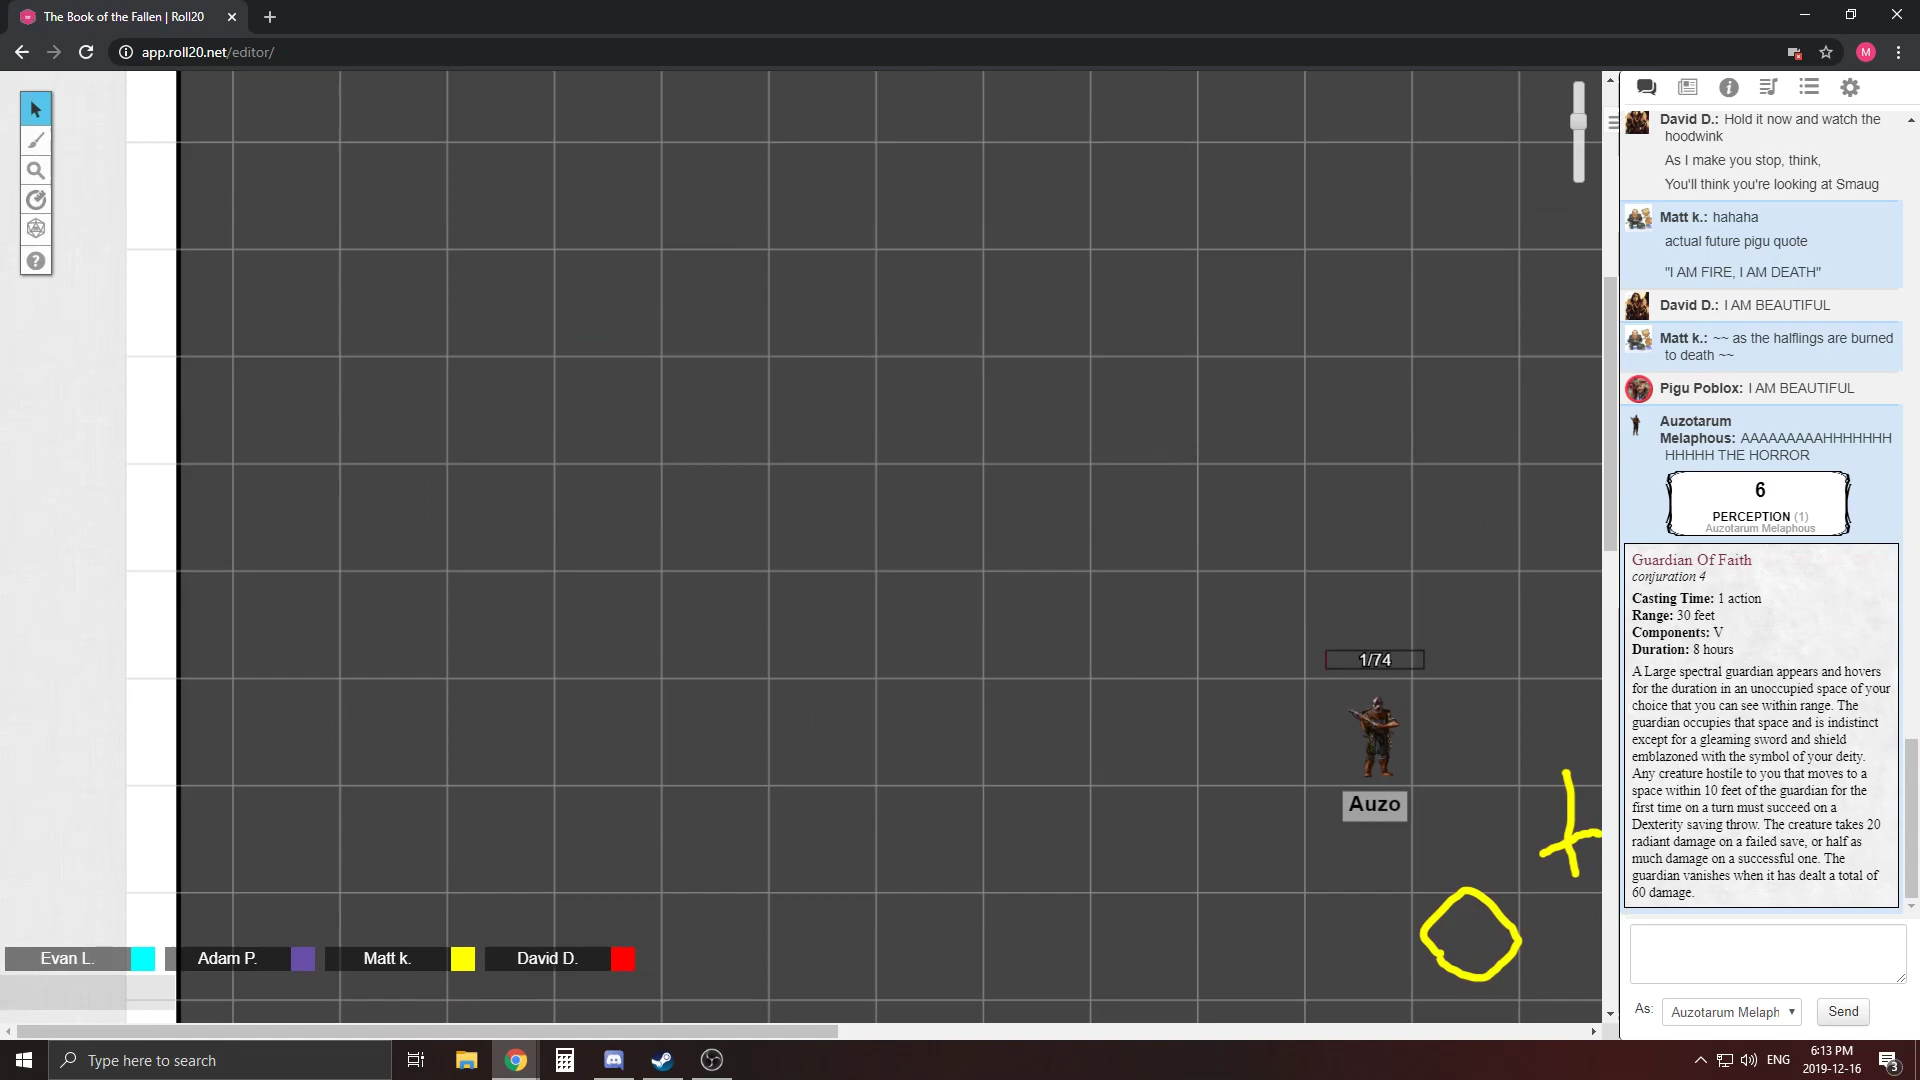 The Book of the Fallen | Roll20
app.roll20.net/editor/
M
David D.: Hold it now and watch the
hoodwink
As I make you stop, think,
You'll think you're looking at Smaug
Matt k.: hahaha
actual future pigu quote
"I AM FIRE, I AM DEATH"
David D.: I AM BEAUTIFUL
Matt k.: ~~ as the halflings are burned
to death ~~
Pigu Poblox: I AM BEAUTIFUL
Auzotarum
Melaphous: AAAAAAAAAHHHHHHH
HHHHH THE HORROR
6
PERCEPTION (1)
Auzotarum Melaphous
Guardian Of Faith
conjuration 4
Casting Time: 1 action
Range: 30 feet
Components: V
Duration: 8 hours
A Large spectral guardian appears and hovers
for the duration in an unoccupied space of your
choice that you can see within range. The
guardian occupies that space and is indistinct
except for a gleaming sword and shield
emblazoned with the symbol of your deity.
Any creature hostile to you that moves to a
space within 10 feet of the guardian for the
first time on a turn must succeed on a
Dexterity saving throw. The creature takes 20
radiant damage on a failed save, or half as
much damage on a successful one. The
guardian vanishes when it has dealt a total of
60 damage.
1/74
Auzo
Evan L.
Adam P.
Matt k.
David D.
As:
Auzotarum Melaph
Send
Type here to search
ENG
6:13 PM
2019-12-16
3